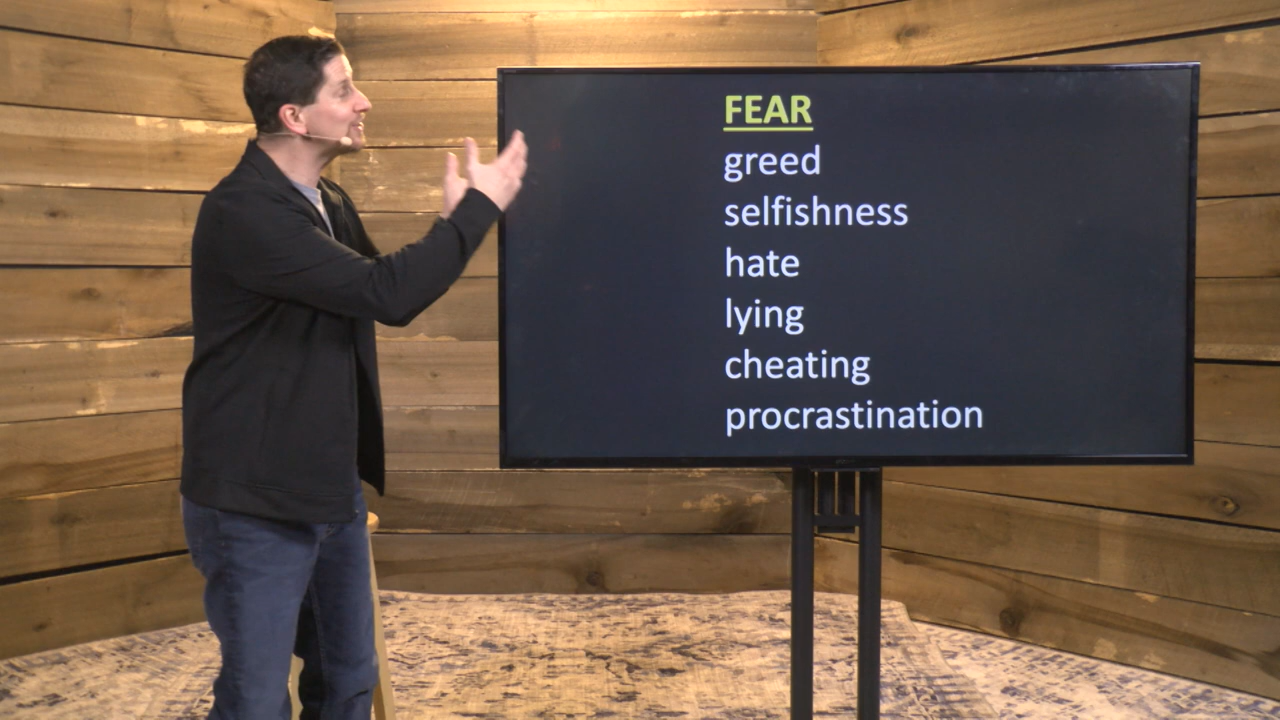 FEAR
greed
selfishness
hate
lying
cheating
procrastination